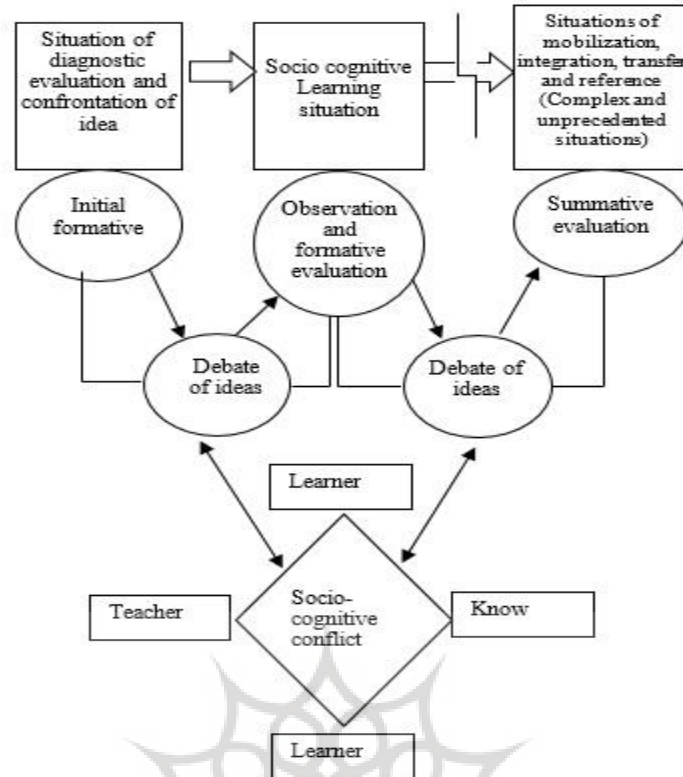 Situation of
diagnostic
evaluation and
confrontation of
idea
Socio cognitive
Learning
situation
Situations of
mobilization,
integration, transfer
and reference
(Complex and
unprecedented
situations)
Initial
formative
Observation
and
formative
evaluation
Summative
evaluation
Debate
of ideas
Debate of
ideas
Learner
Teacher
Socio-
cognitive
conflict
Know
Learner